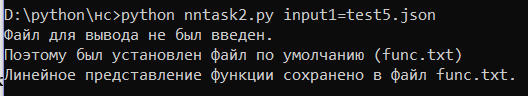 D:\python\нс>python nntask2.py input1=test5.json
Файл для вывода не был введен.
Поэтому был установлен файл по умолчанию (func.txt)
Линейное представление функции сохранено в файл func.txt.